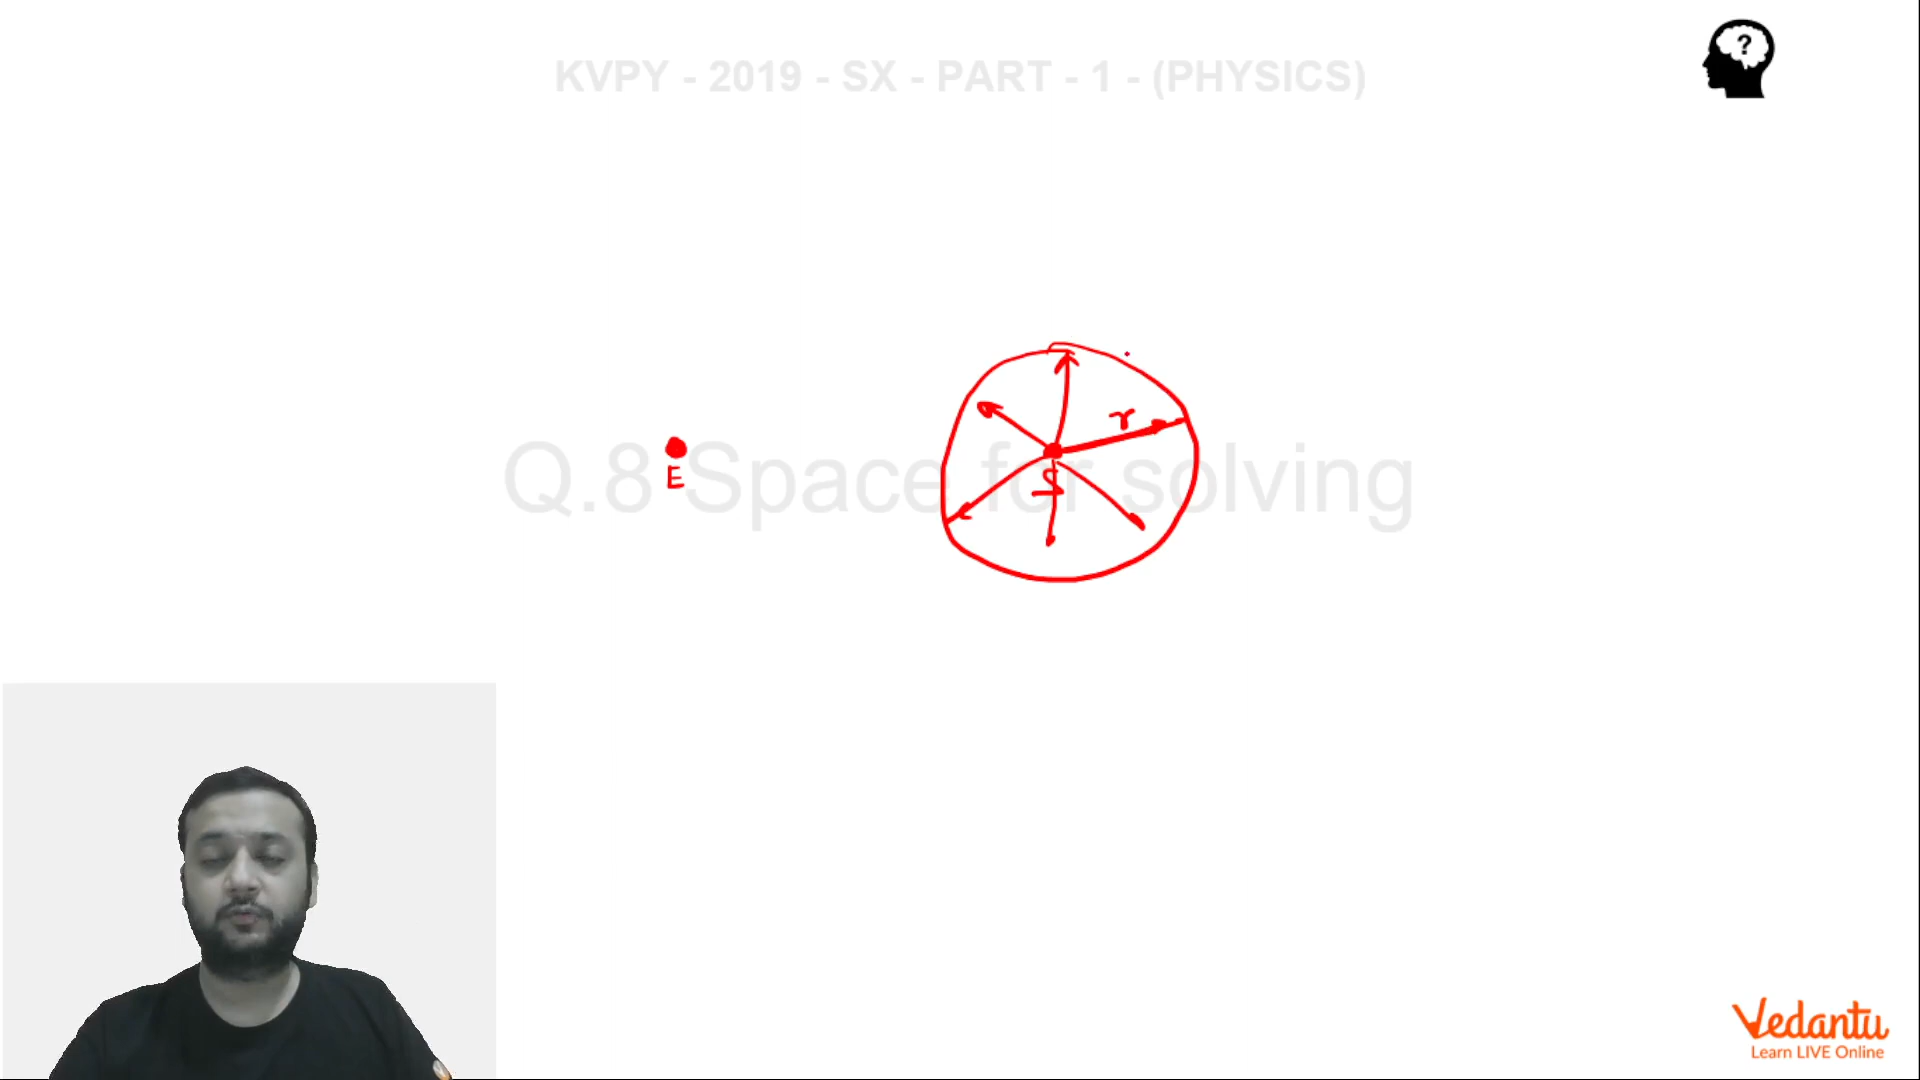 KVPY - 2019 - SX - PART - 1 - (PHYSICS)
?
r
E
Q.8 Space for solving
S
Vedantu
Learn LIVE Online